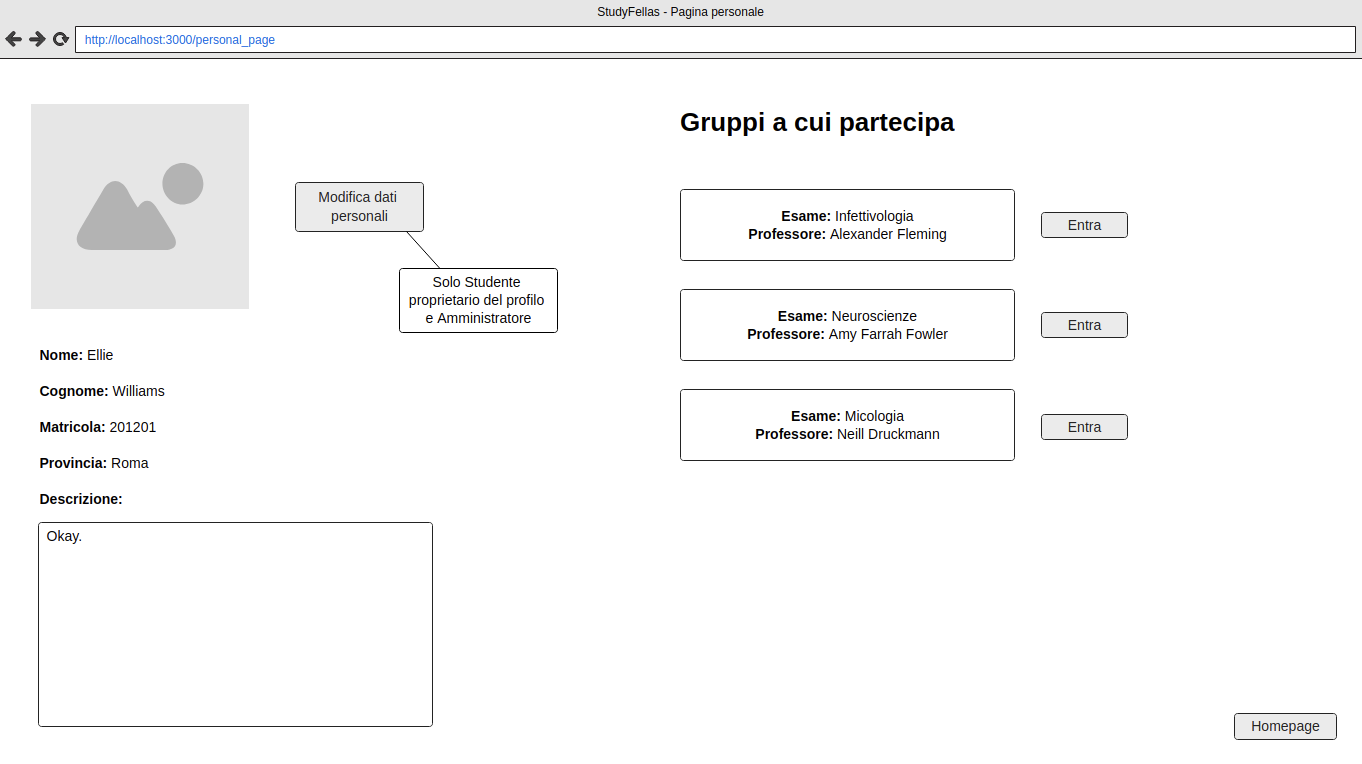 StudyFellas - Pagina personale
http://localhost:3000/personal_page
Modifica dati
personali
Solo Studente
proprietario del profilo
e Amministratore
Nome: Ellie
Cognome: Williams
Matricola: 201201
Provincia: Roma
Descrizione:
Okay.
Gruppi a cui partecipa
Esame: Infettivologia
Professore: Alexander Fleming
Entra
Esame: Neuroscienze
Professore: Amy Farrah Fowler
Entra
Esame: Micologia
Professore: Neill Druckmann
Entra
Homepage